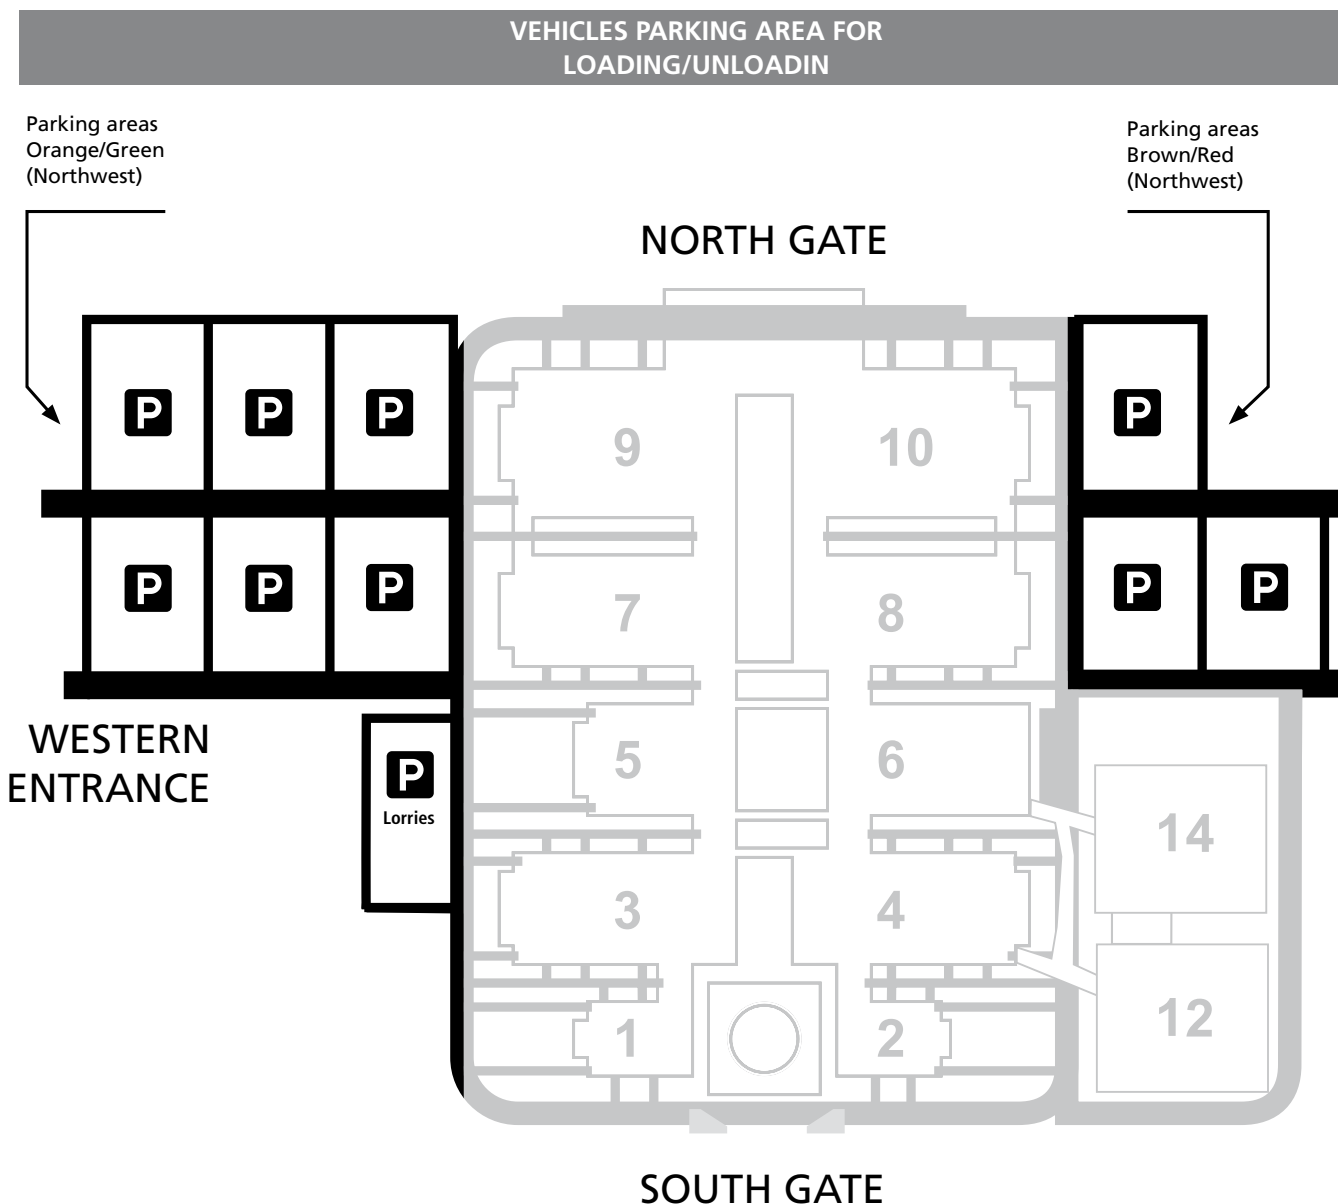 VEHICLES PARKING AREA FOR
LOADING/UNLOADIN
Parking areas
Orange/Green
(Northwest)
Parking areas
Brown/Red
(Northwest)
NORTH GATE
P P P P
9 10
P P P P P
7 8
WESTERN
ENTRANCE
5 6
P
Lorries
14
3 4
12
1 2
SOUTH GATE